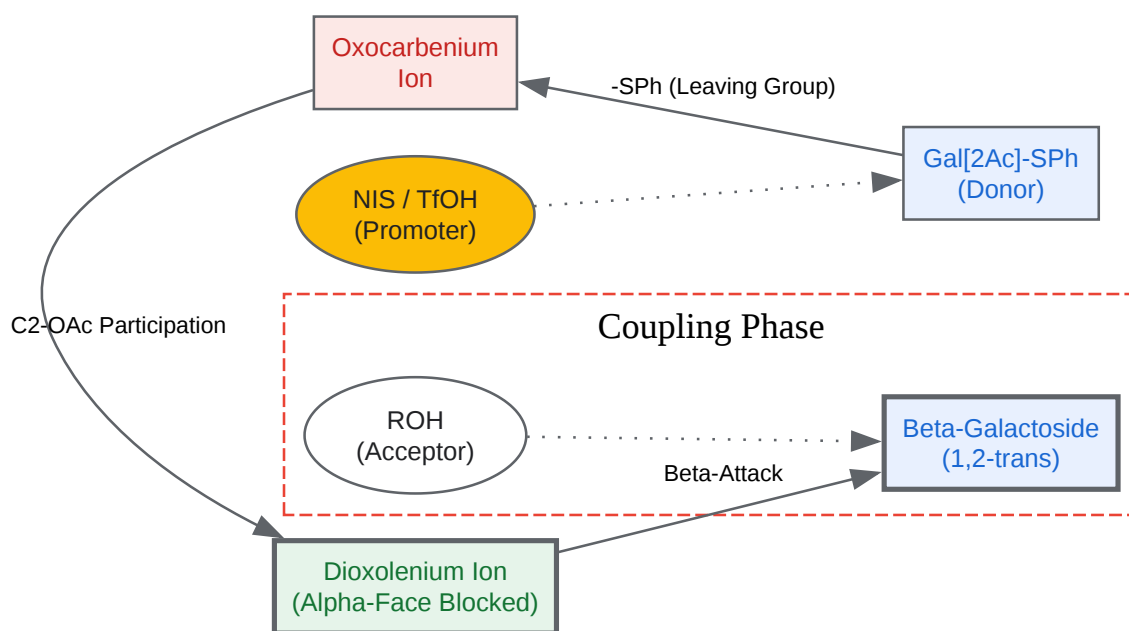 Oxocarbenium
Ion
-SPh (Leaving Group)
Gal[2Ac]-SPh
(Donor)
NIS / TfOH
(Promoter)
C2-OAc Participation
Coupling Phase
ROH
(Acceptor)
Beta-Galactoside
(1,2-trans)
Beta-Attack
Dioxolenium Ion
(Alpha-Face Blocked)